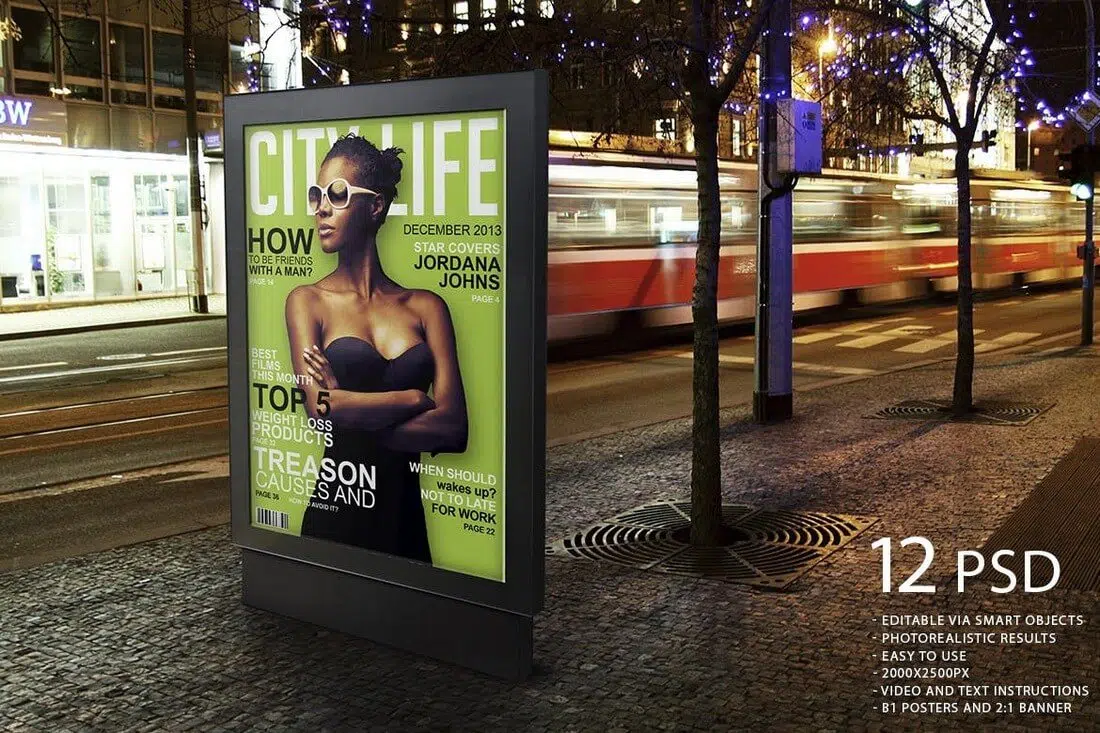 BW
CITY LIFE
DECEMBER 2013
HOW
TO BE FRIENDS
WITH A MAN?
PAGE 14
STAR COVERS
JORDANA
JOHNS
PAGE 4
BEST
FILMS
THIS MONTH
TOP 5
WEIGHT LOSS
PRODUCTS
PAGE 32
TREASON
CAUSES AND
PAGE 36
HOW TO AVOID IT?
WHEN SHOULD
wakes up?
NOT TO LATE
FOR WORK
PAGE 22
12 PSD
- EDITABLE VIA SMART OBJECTS
- PHOTOREALISTIC RESULTS
- EASY TO USE
- 2000X2500PX
- VIDEO AND TEXT INSTRUCTIONS
- B1 POSTERS AND 2:1 BANNER